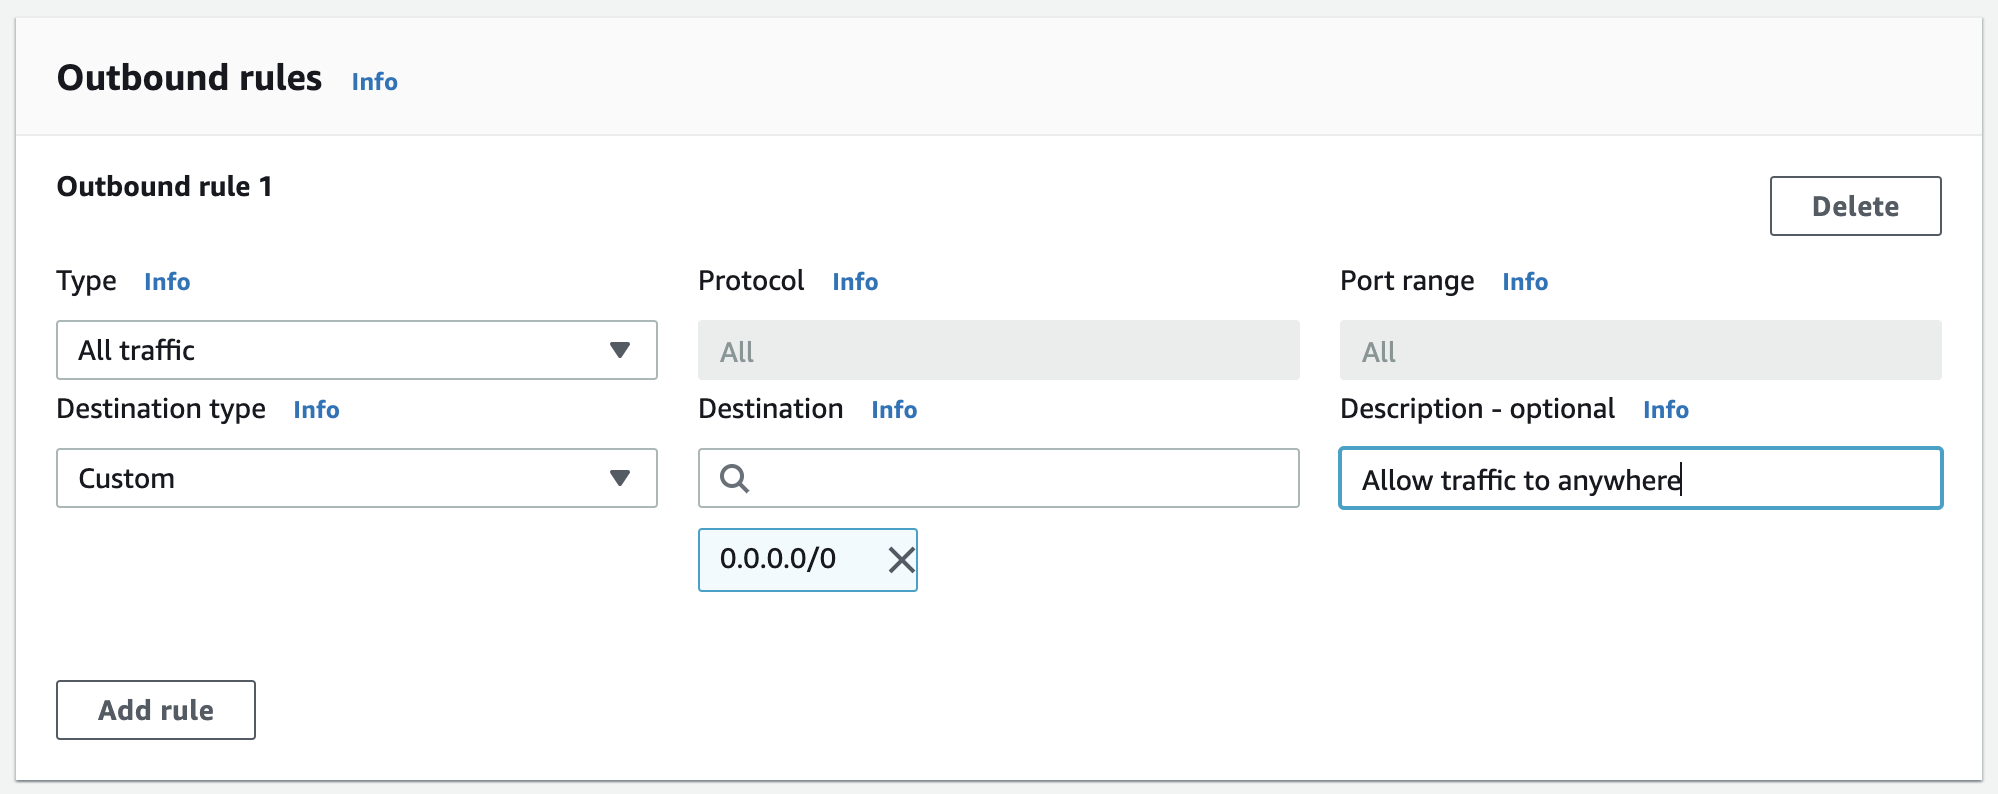 Outbound rules Info
Outbound rule 1
Delete
Type Info
Protocol Info
Port range Info
All traffic
All
All
Destination type Info
Destination Info
Description - optional Info
Custom
Allow traffic to anywhere
0.0.0.0/0
Add rule